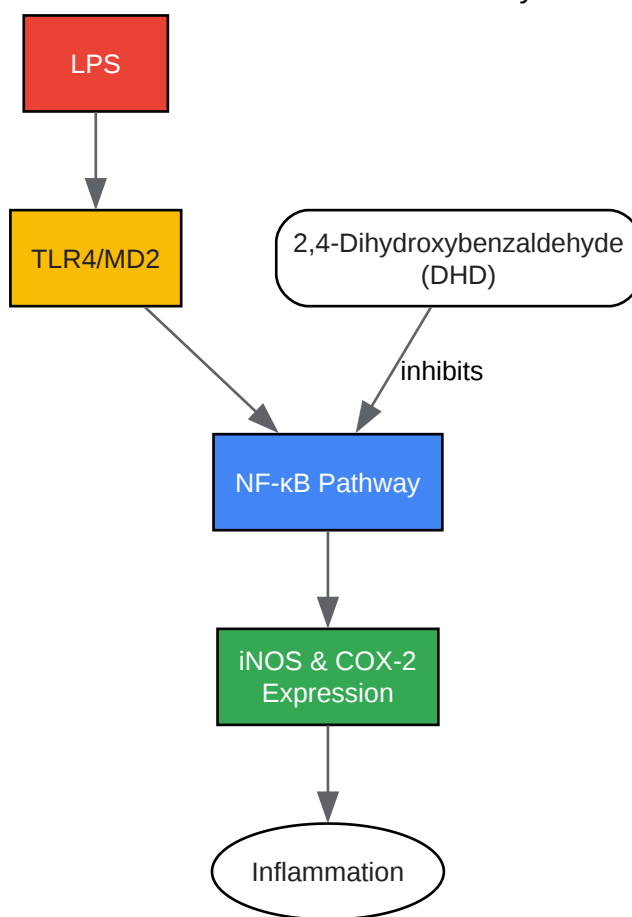 LPS
TLR4/MD2
2,4-Dihydroxybenzaldehyde
(DHD)
inhibits
NF-κB Pathway
iNOS & COX-2
Expression
Inflammation